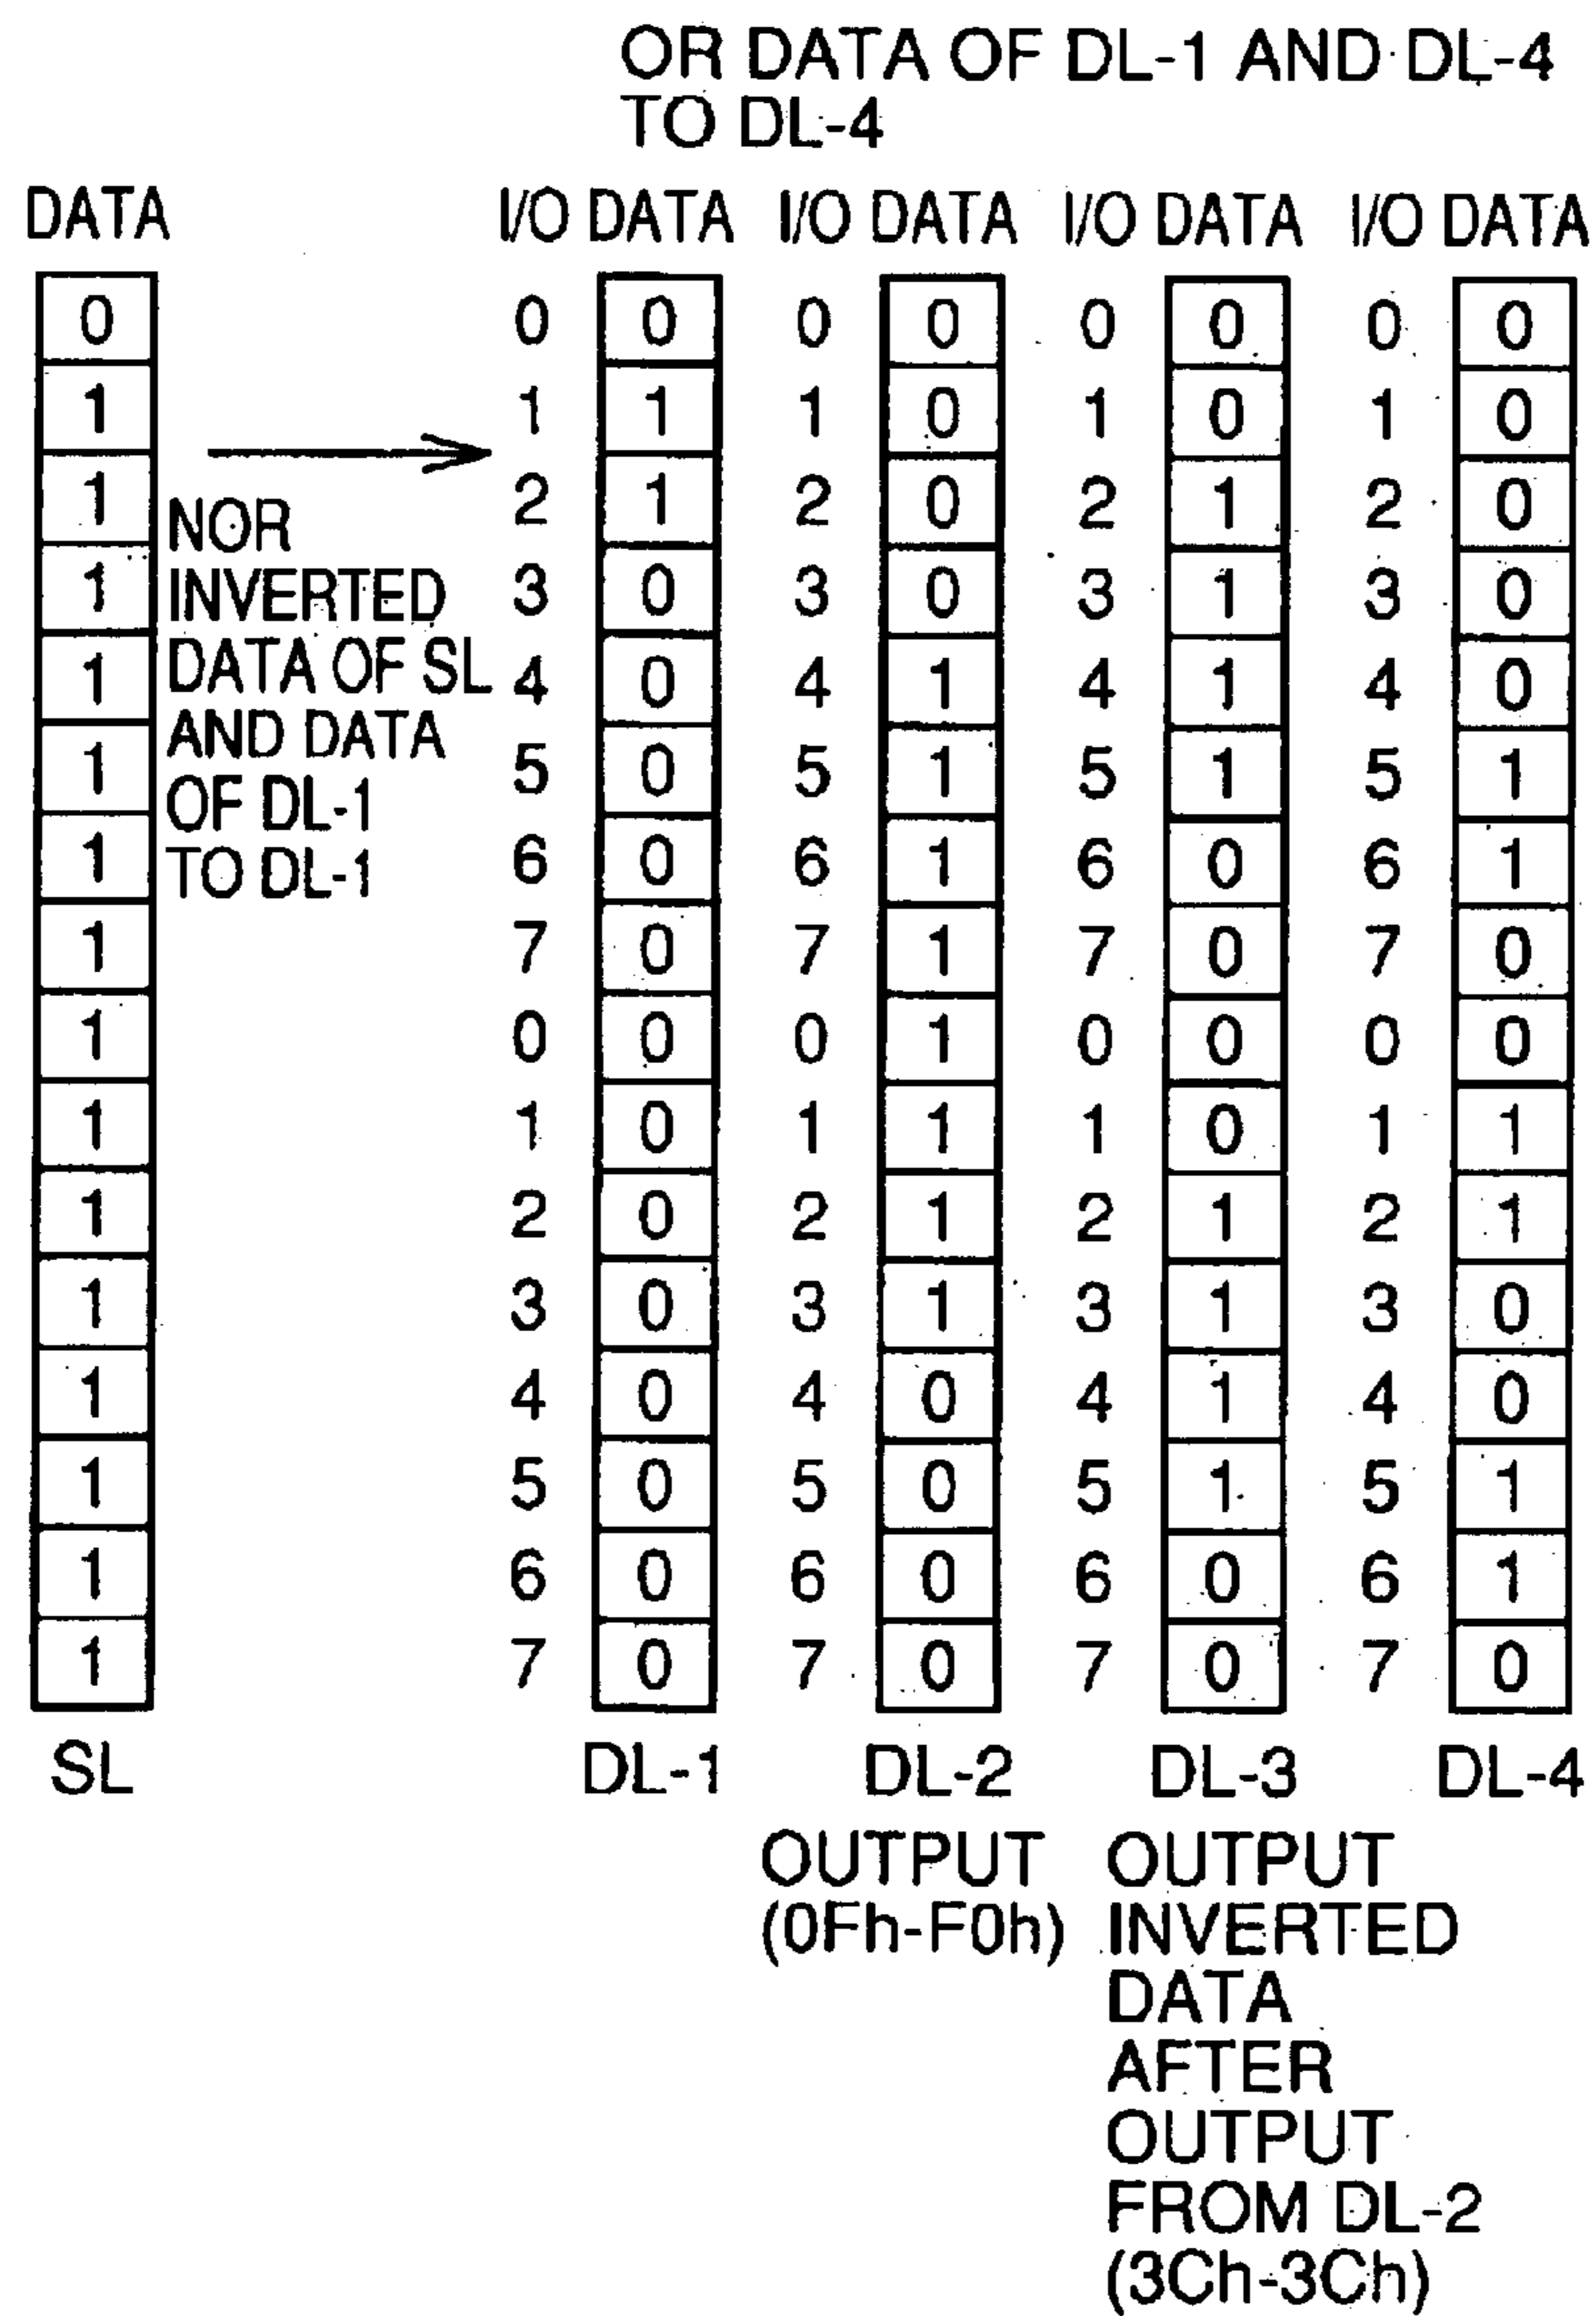 OR DATA OF DL-1 AND DL-4
TO DL-4
DATA I/O DATA I/O DATA I/O DATA I/O DATA
0 0 0 0 0 0 0 0 0
1 1 1 1 0 1 0 1 0
1 2 1 2 0 2 1 2 0
1 3 0 3 0 3 1 3 0
1 4 0 4 1 4 1 4 0
1 5 0 5 1 5 1 5 1
1 6 0 6 1 6 0 6 1
1 7 0 7 1 7 0 7 0
1 0 0 0 1 0 0 0 0
1 1 0 1 1 1 0 1 1
1 2 0 2 1 2 1 2 1
1 3 0 3 1 3 1 3 0
1 4 0 4 0 4 1 4 0
1 5 0 5 0 5 1 5 1
1 6 0 6 0 6 0 6 1
1 7 0 7 0 7 0 7 0
NOR
INVERTED
DATA OF SL
AND DATA
OF DL-1
TO DL-1
SL DL-1 DL-2 DL-3 DL-4
OUTPUT
(0Fh-F0h)
OUTPUT
INVERTED
DATA
AFTER
OUTPUT
FROM DL-2
(3Ch-3Ch)